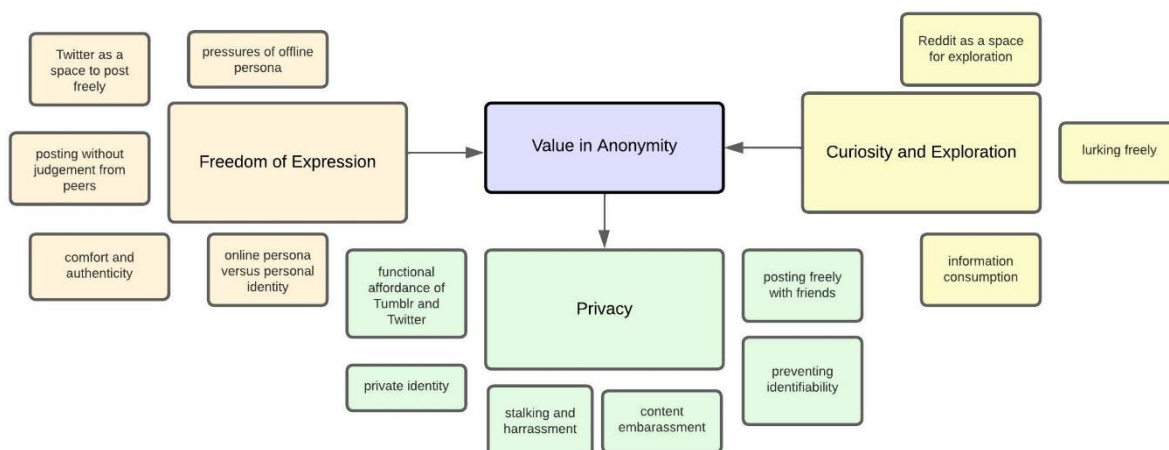 Twitter as a
space to post
freely
pressures of offline
persona
posting without
judgement from
peers
Freedom of Expression
comfort and
authenticity
online persona
versus personal
identity
Value in Anonymity
Reddit as a space
for exploration
Curiosity and Exploration
lurking freely
information
consumption
functional
affordance of
Tumblr and
Twitter
Privacy
posting freely
with friends
private identity
stalking and
harrassment
content
embarassment
preventing
identifiability